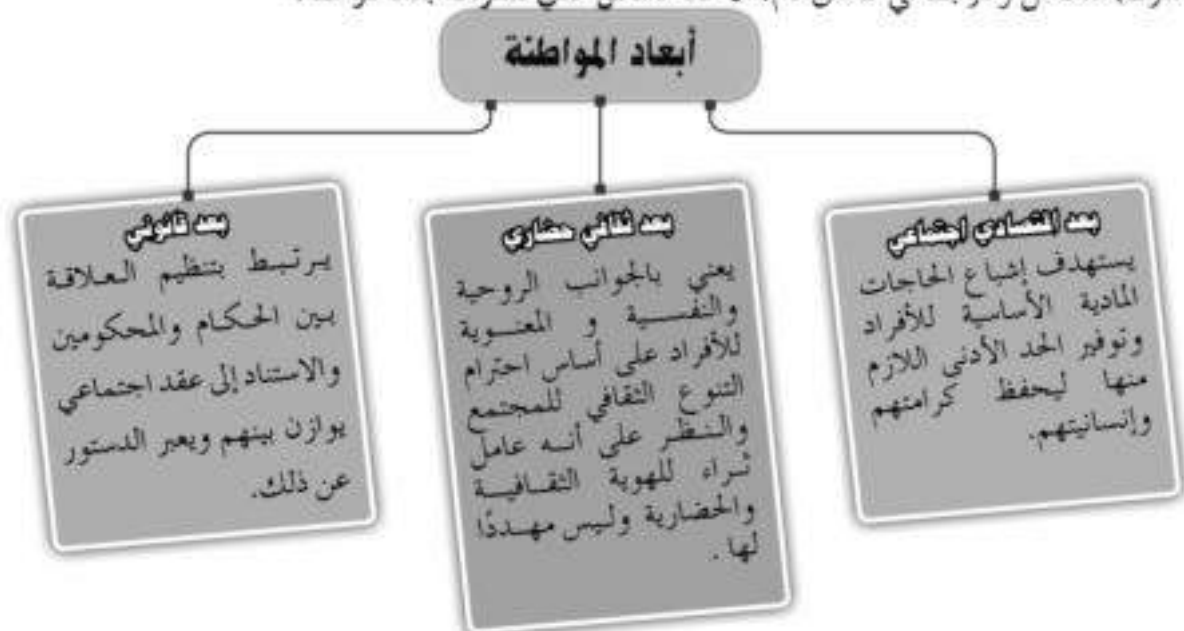 أبعاد المواطنة
بعد اقتصادي اجتماعي
يستهدف إشباع الحاجات
المادية الأساسية للأفراد
وتوفير الحد الأدنى اللازم
منها ليحفظ كرامتهم
وإنسانيتهم.
بعد ثقافي حضاري
يعني بالجوانب الروحية
والنفسية و المعنوية
للأفراد على أساس احترام
التنوع الثقافي للمجتمع
والنظر على أنه عامل
ثراء للهوية الثقافية
والحضارية وليس مهددًا
لها .
بعد قانوني
يرتبط بتنظيم العلاقة
بين الحكام والمحكومين
والاستناد إلى عقد اجتماعي
يوازن بينهم ويعبر الدستور
عن ذلك.